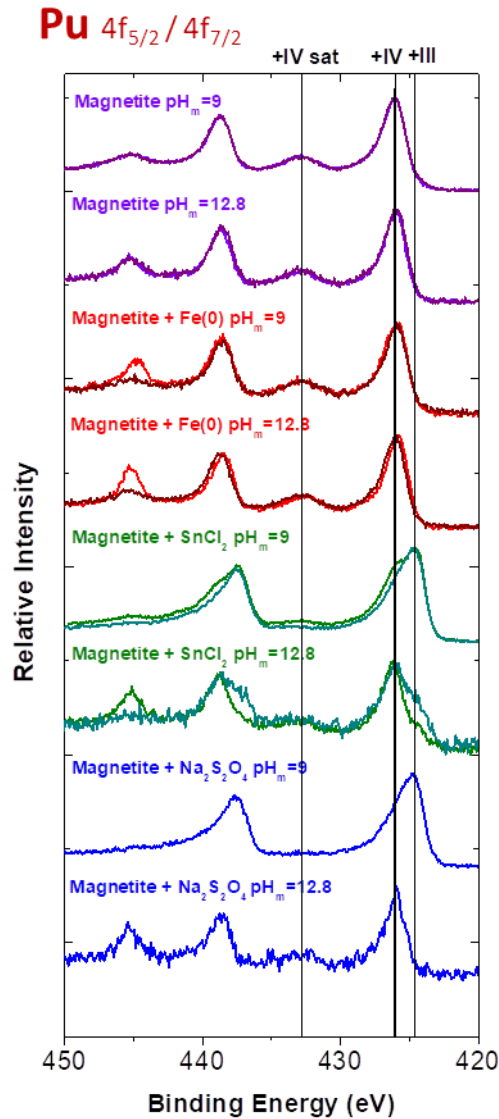 Pu 4f5/2 / 4f7/2
+IV sat +IV +III
Magnetite pHm=9
Magnetite pHm=12.8
Magnetite + Fe(0) pHm=9
Magnetite + Fe(0) pHm=12.8
Magnetite + SnCl2 pHm=9
Magnetite + SnCl2 pHm=12.8
Magnetite + Na2S2O4 pHm=9
Magnetite + Na2S2O4 pHm=12.8
Relative Intensity
450 440 430 420
Binding Energy (eV)